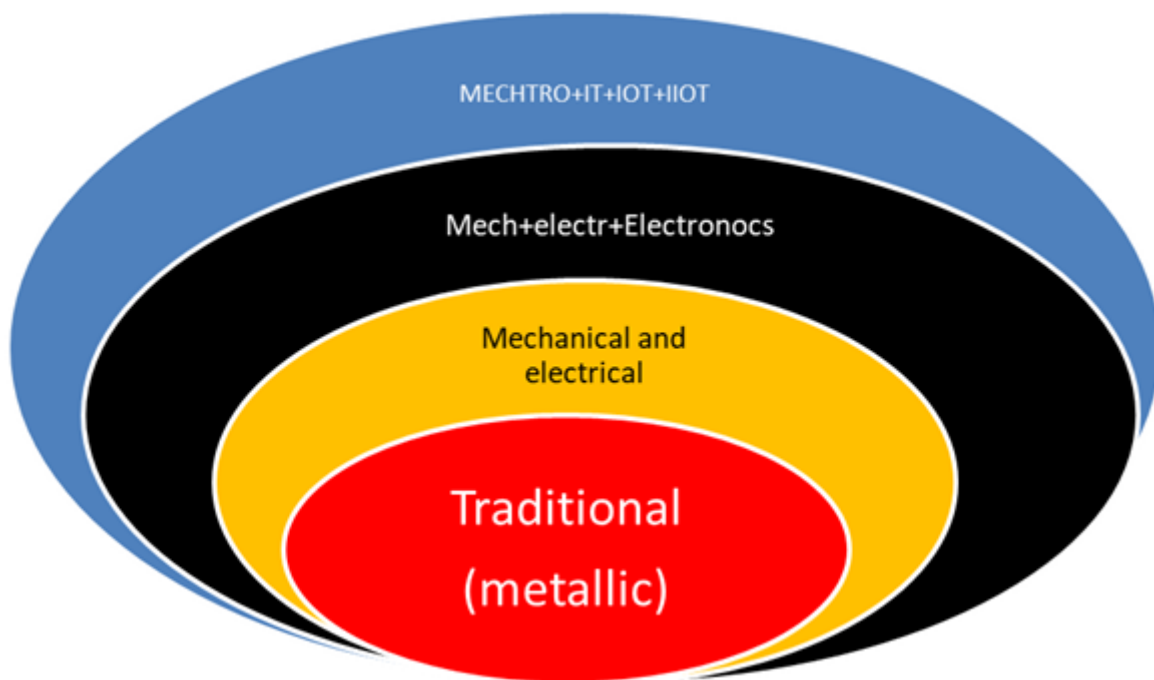 MECHTRO+IT+IOT+IIOT
Mech+electr+Electronocs
Mechanical and
electrical
Traditional
(metallic)